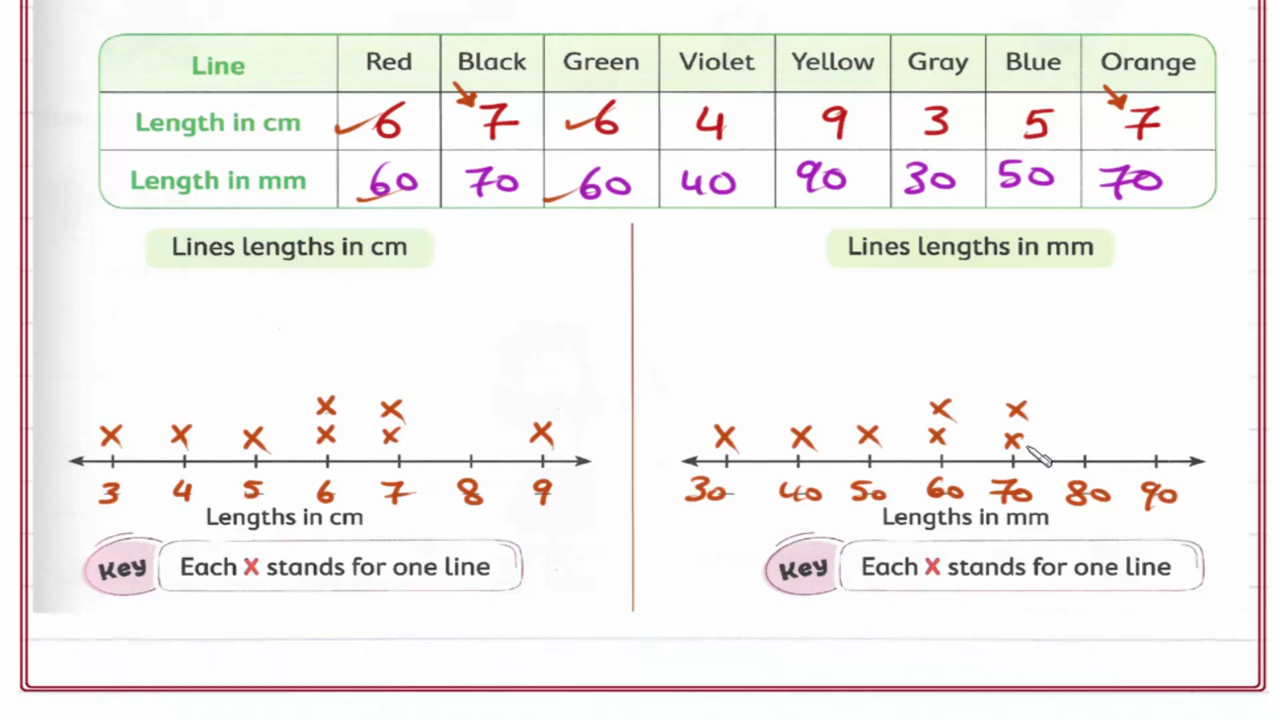 Line Red Black Green Violet Yellow Gray Blue Orange
Length in cm 6 7 6 4 9 3 5 7
Length in mm 60 70 60 40 90 30 50 70
Lines lengths in cm
Lines lengths in mm
x x
x x x x x x
3 4 5 6 7 8 9
Lengths in cm
Key Each X stands for one line
x x
x x x x x
30 40 50 60 70 80 90
Lengths in mm
Key Each X stands for one line